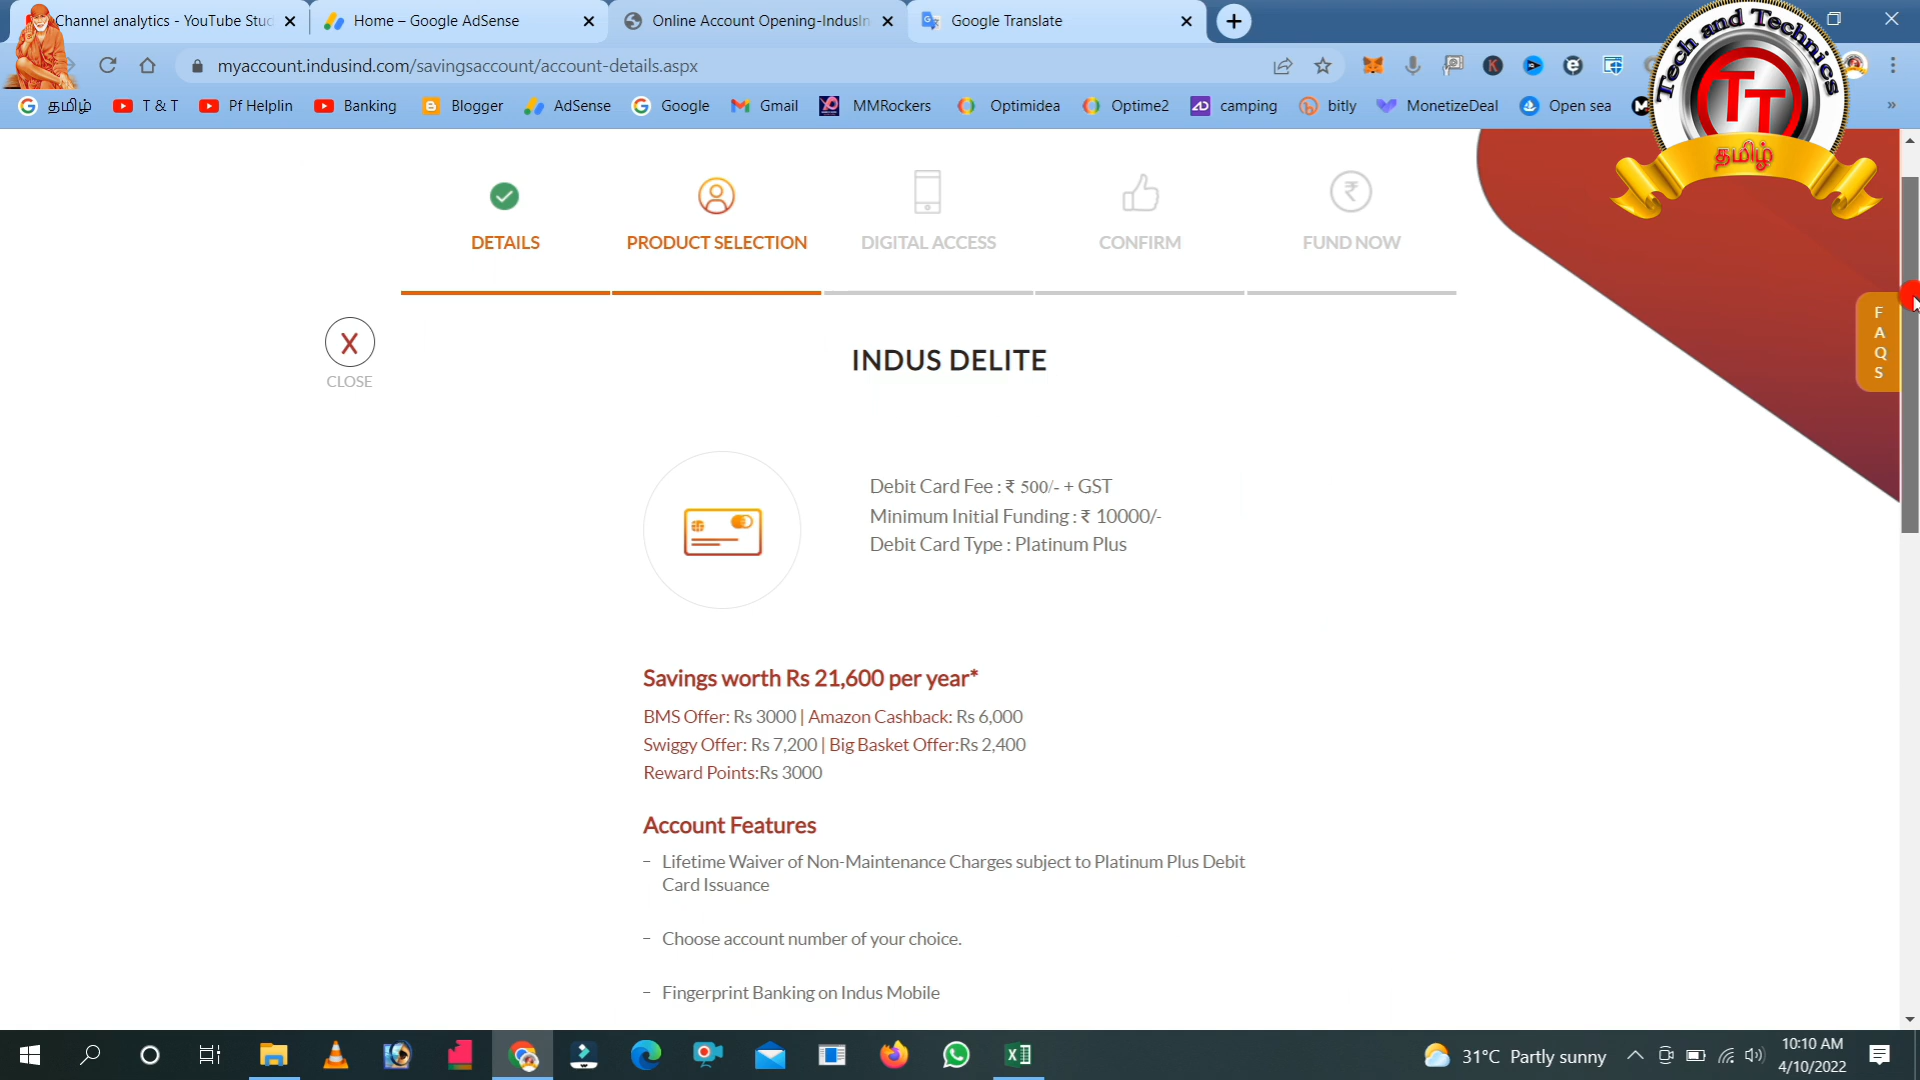 Channel analytics - YouTube Stud
Home – Google AdSense
Online Account Opening-IndusIn
Google Translate
myaccount.indusind.com/savingsaccount/account-details.aspx
தமிழ்
T & T
Pf Helplin
Banking
Blogger
AdSense
Google
Gmail
MMRockers
Optimidea
Optime2
camping
bitly
MonetizeDeal
Open sea
Tech and Technics
TT
தமிழ்
DETAILS
PRODUCT SELECTION
DIGITAL ACCESS
CONFIRM
FUND NOW
X
CLOSE
FAQS
INDUS DELITE
Debit Card Fee : ₹ 500/- + GST
Minimum Initial Funding : ₹ 10000/-
Debit Card Type : Platinum Plus
Savings worth Rs 21,600 per year*
BMS Offer: Rs 3000 | Amazon Cashback: Rs 6,000
Swiggy Offer: Rs 7,200 | Big Basket Offer:Rs 2,400
Reward Points:Rs 3000
Account Features
- Lifetime Waiver of Non-Maintenance Charges subject to Platinum Plus Debit
Card Issuance
- Choose account number of your choice.
- Fingerprint Banking on Indus Mobile
31°C Partly sunny
10:10 AM
4/10/2022